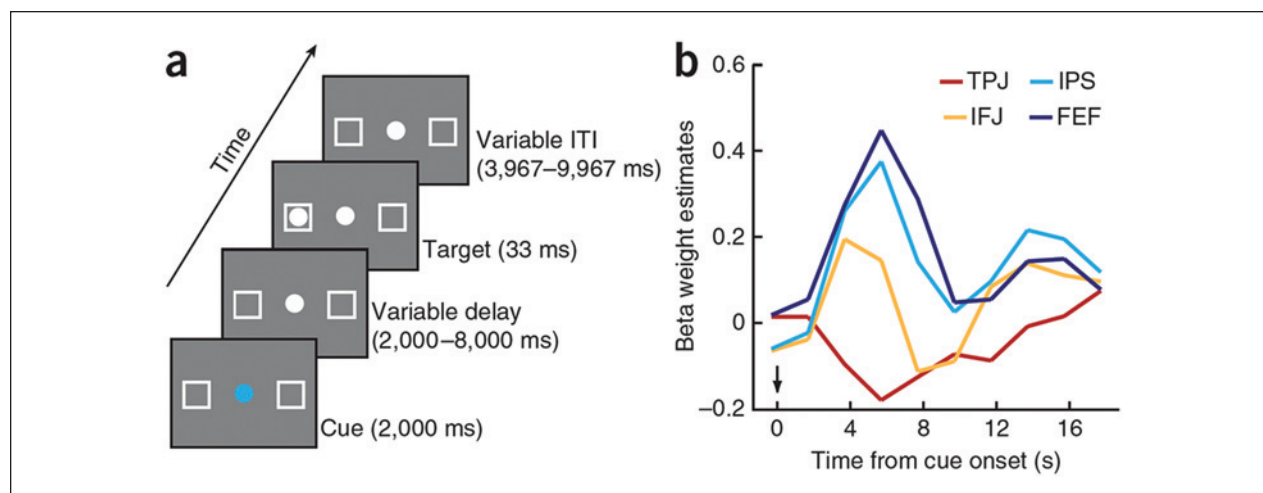 a
Time
Variable ITI
(3,967–9,967 ms)
Target (33 ms)
Variable delay
(2,000–8,000 ms)
Cue (2,000 ms)
b
TPJ
IPS
IFJ
FEF
Beta weight estimates
0.6
0.4
0.2
0
–0.2
0 4 8 12 16
Time from cue onset (s)